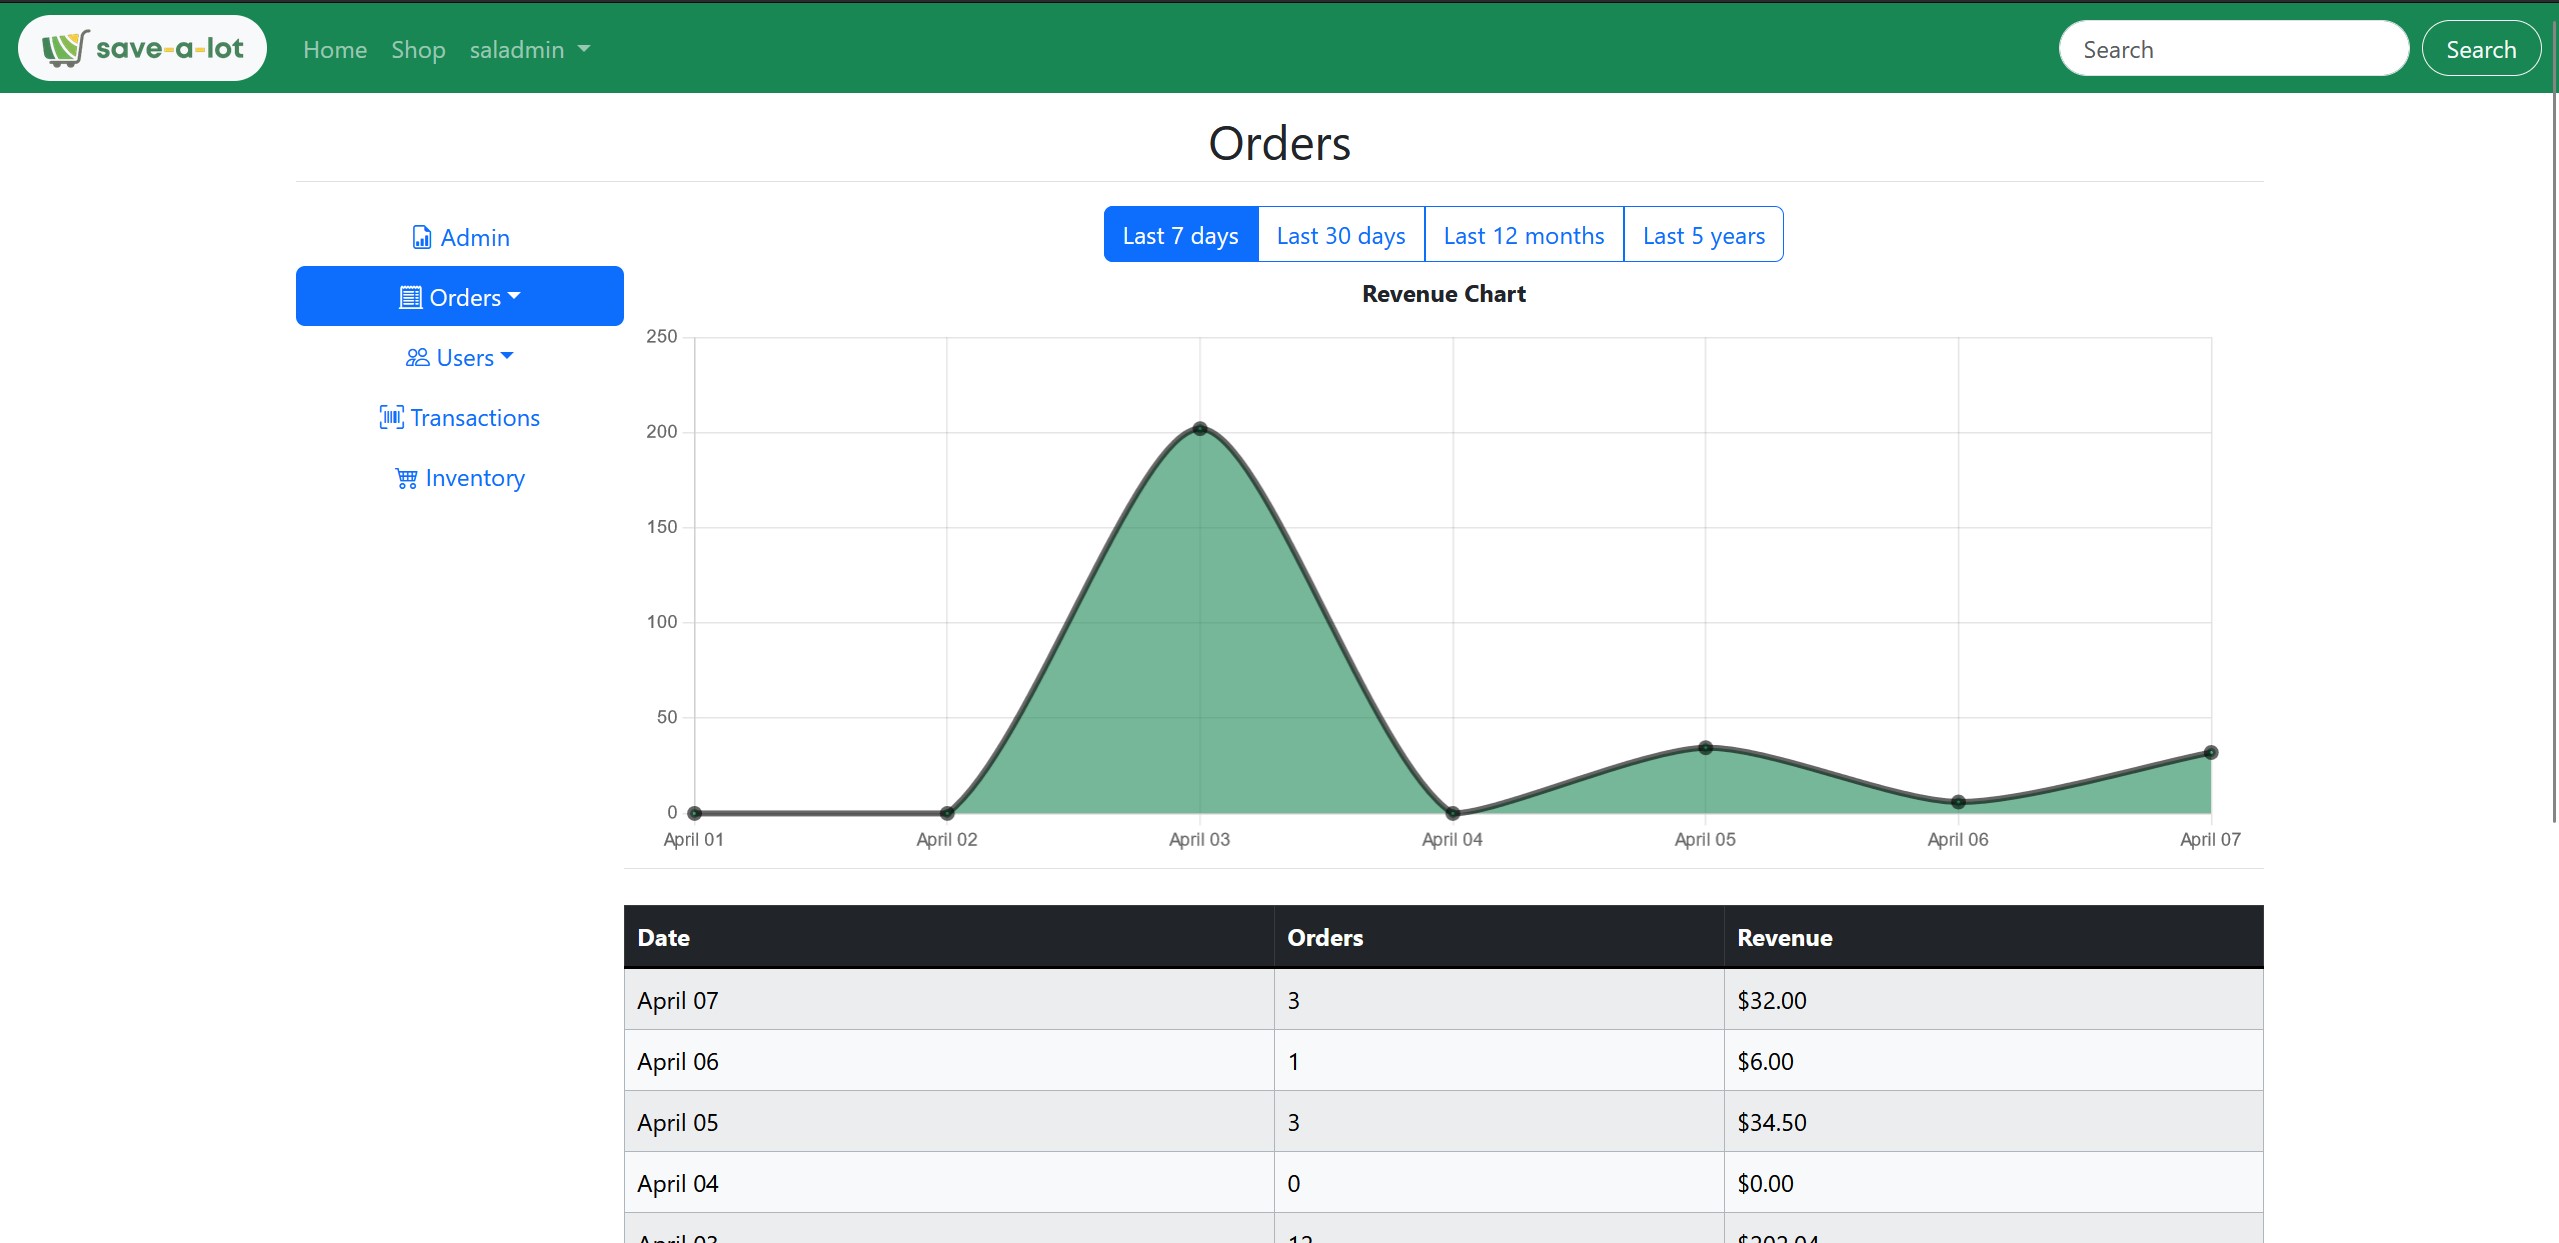 save-a-lot
Home Shop saladmin
Search
Search
Orders
Admin
Orders
Users
Transactions
Inventory
Last 7 days Last 30 days Last 12 months Last 5 years
Revenue Chart
250
200
150
100
50
0
April 01 April 02 April 03 April 04 April 05 April 06 April 07
Date Orders Revenue
April 07 3 $32.00
April 06 1 $6.00
April 05 3 $34.50
April 04 0 $0.00
April 03